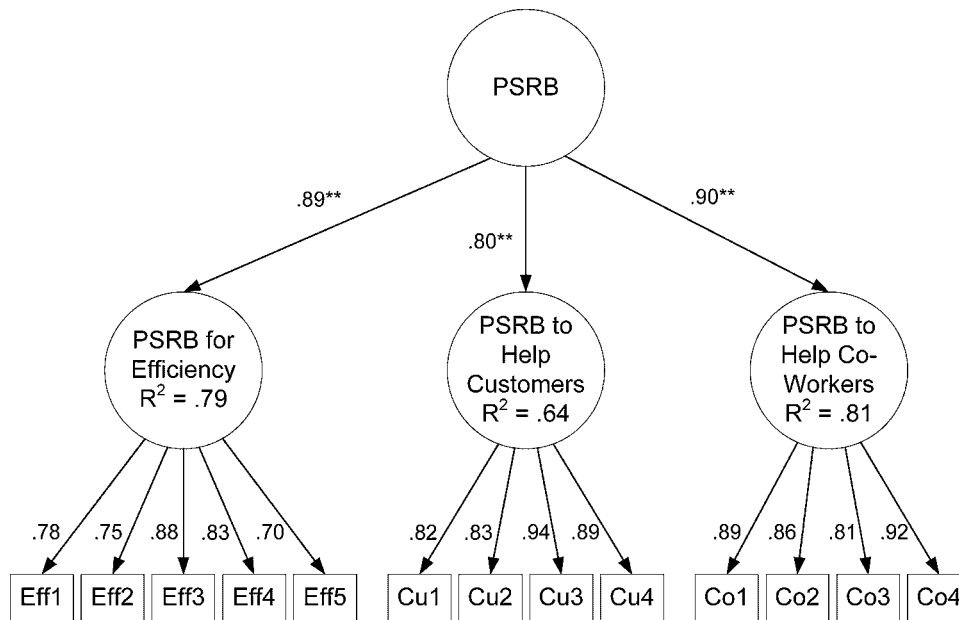 PSRB
.89**
.80**
.90**
PSRB for
Efficiency
R² = .79
PSRB to
Help
Customers
R² = .64
PSRB to
Help Co-
Workers
R² = .81
.78
.75
.88
.83
.70
.82
.83
.94
.89
.89
.86
.81
.92
Eff1
Eff2
Eff3
Eff4
Eff5
Cu1
Cu2
Cu3
Cu4
Co1
Co2
Co3
Co4